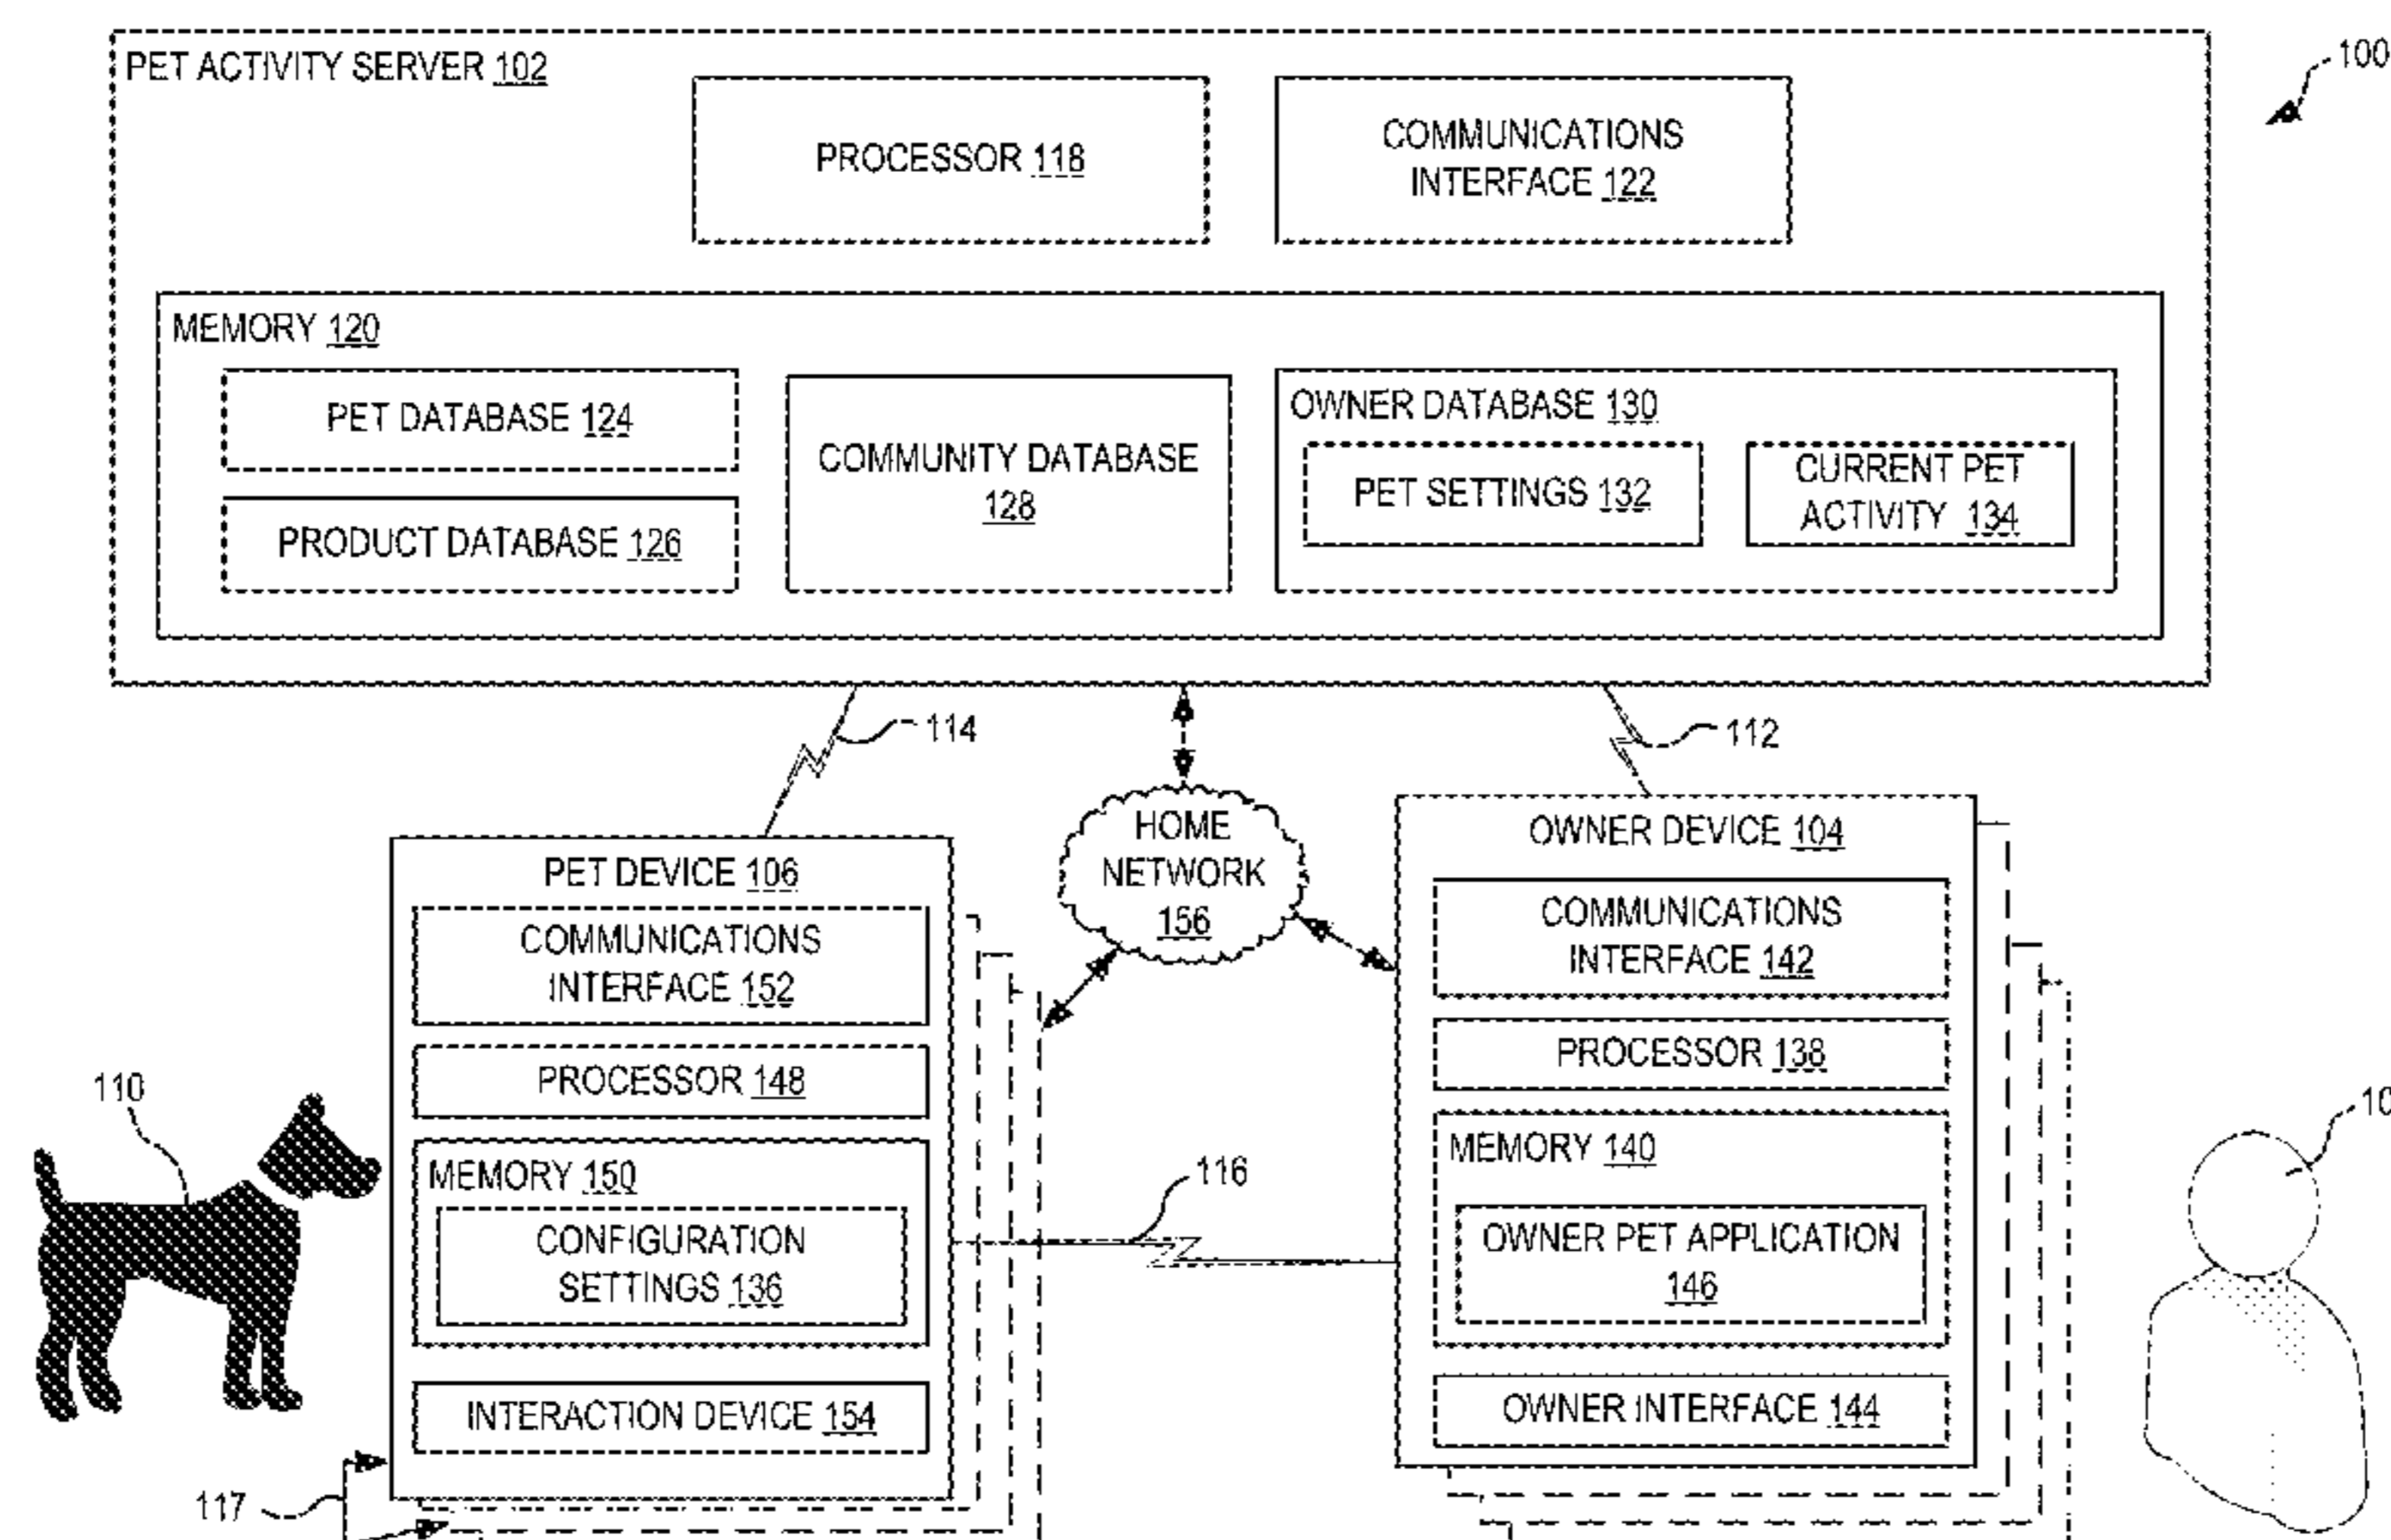 PET ACTIVITY SERVER 102
100
PROCESSOR 118
COMMUNICATIONS
INTERFACE 122
MEMORY 120
PET DATABASE 124
PRODUCT DATABASE 126
COMMUNITY DATABASE
128
OWNER DATABASE 130
PET SETTINGS 132
CURRENT PET
ACTIVITY 134
114
112
HOME
NETWORK
156
PET DEVICE 106
COMMUNICATIONS
INTERFACE 152
PROCESSOR 148
MEMORY 150
CONFIGURATION
SETTINGS 136
INTERACTION DEVICE 154
OWNER DEVICE 104
COMMUNICATIONS
INTERFACE 142
PROCESSOR 138
MEMORY 140
OWNER PET APPLICATION
146
OWNER INTERFACE 144
110
116
117